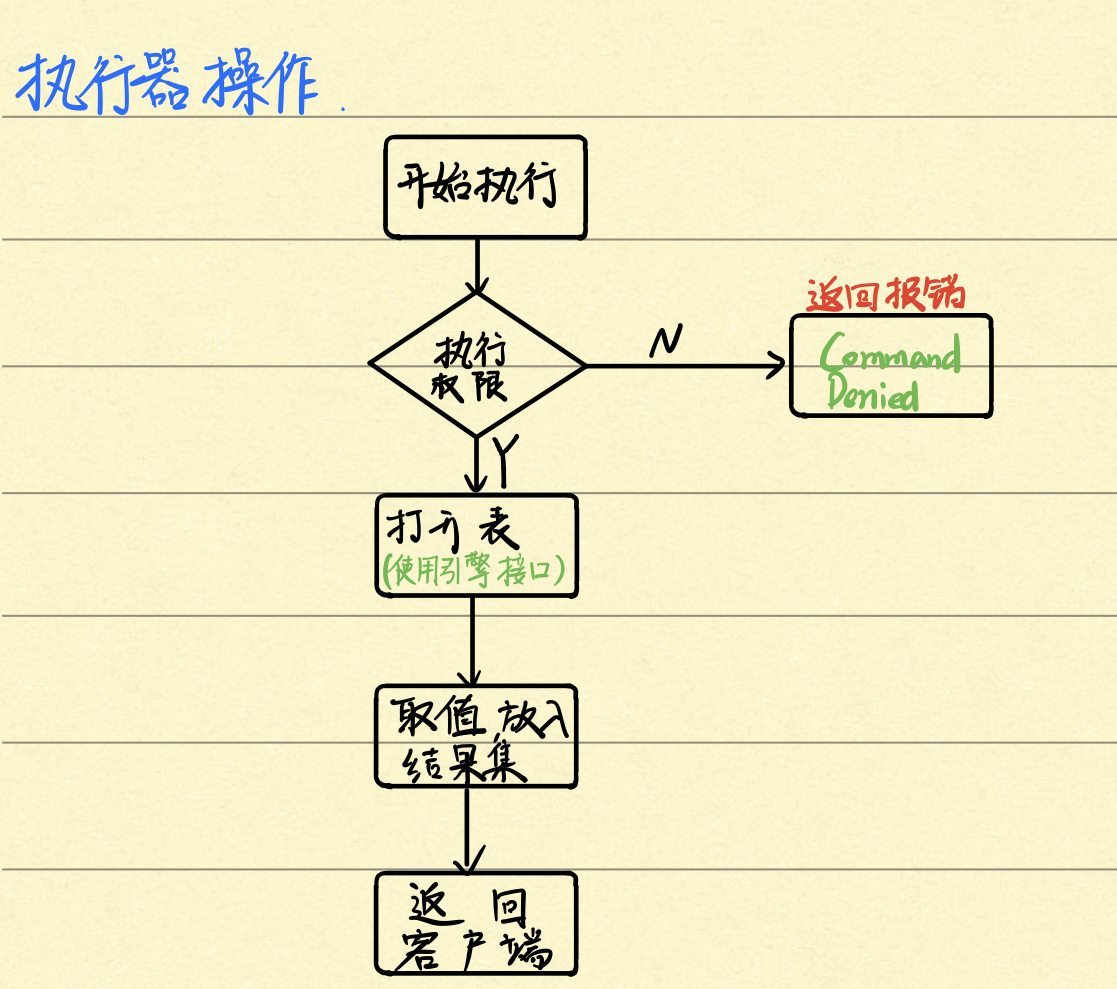 执行器操作.
开始执行
返回报错
N
Command
Denied
执行
权限
Y
打开表
(使用引擎接口)
取值,放入
结果集
返回
客户端